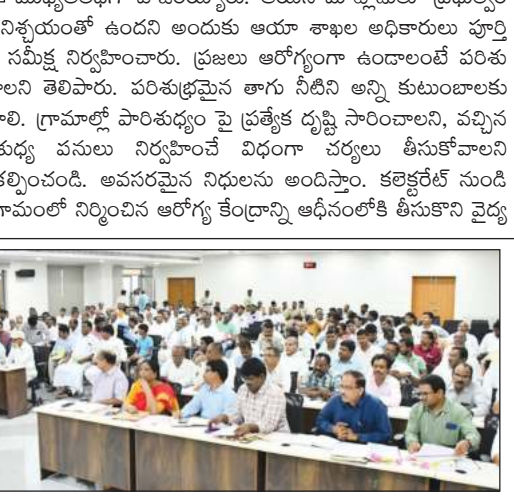 నిశ్చయంతో ఉందని అందుకు ఆయా శాఖల అధికారులు పూర్తి
సమీక్ష నిర్వహించారు. ప్రజలు ఆరోగ్యంగా ఉండాలంటే పరిశు
లని తెలిపారు. పరిశుభ్రమైన తాగు నీటిని అన్ని కుటుంబాలకు
లి. గ్రామాల్లో పారిశుధ్యం పై ప్రత్యేక దృష్టి సారించాలని, వచ్చిన
శుధ్య పనులు నిర్వహించే విధంగా చర్యలు తీసుకోవాలని
కల్పించండి. అవసరమైన నిధులను అందిస్తాం. కలెక్టరేట్ నుండి
గామంలో నిర్మించిన ఆరోగ్య కేంద్రాన్ని ఆధీనంలోకి తీసుకొని వైద్య